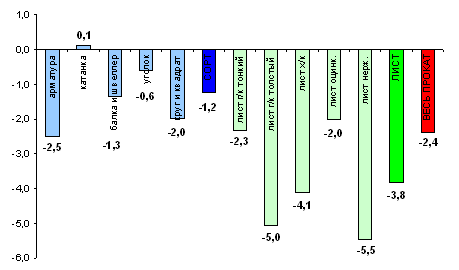 1,0
0,0
-1,0
-2,0
-3,0
-4,0
-5,0
-6,0
арматура
-2,5
катанка
0,1
балка и швеллер
-1,3
уголок
-0,6
круг и квадрат
-2,0
СОРТ
-1,2
лист г/к тонкий
-2,3
лист г/к толстый
-5,0
лист х/к
-4,1
лист оцинк.
-2,0
лист нерж.
-5,5
ЛИСТ
-3,8
ВЕСЬ ПРОКАТ
-2,4